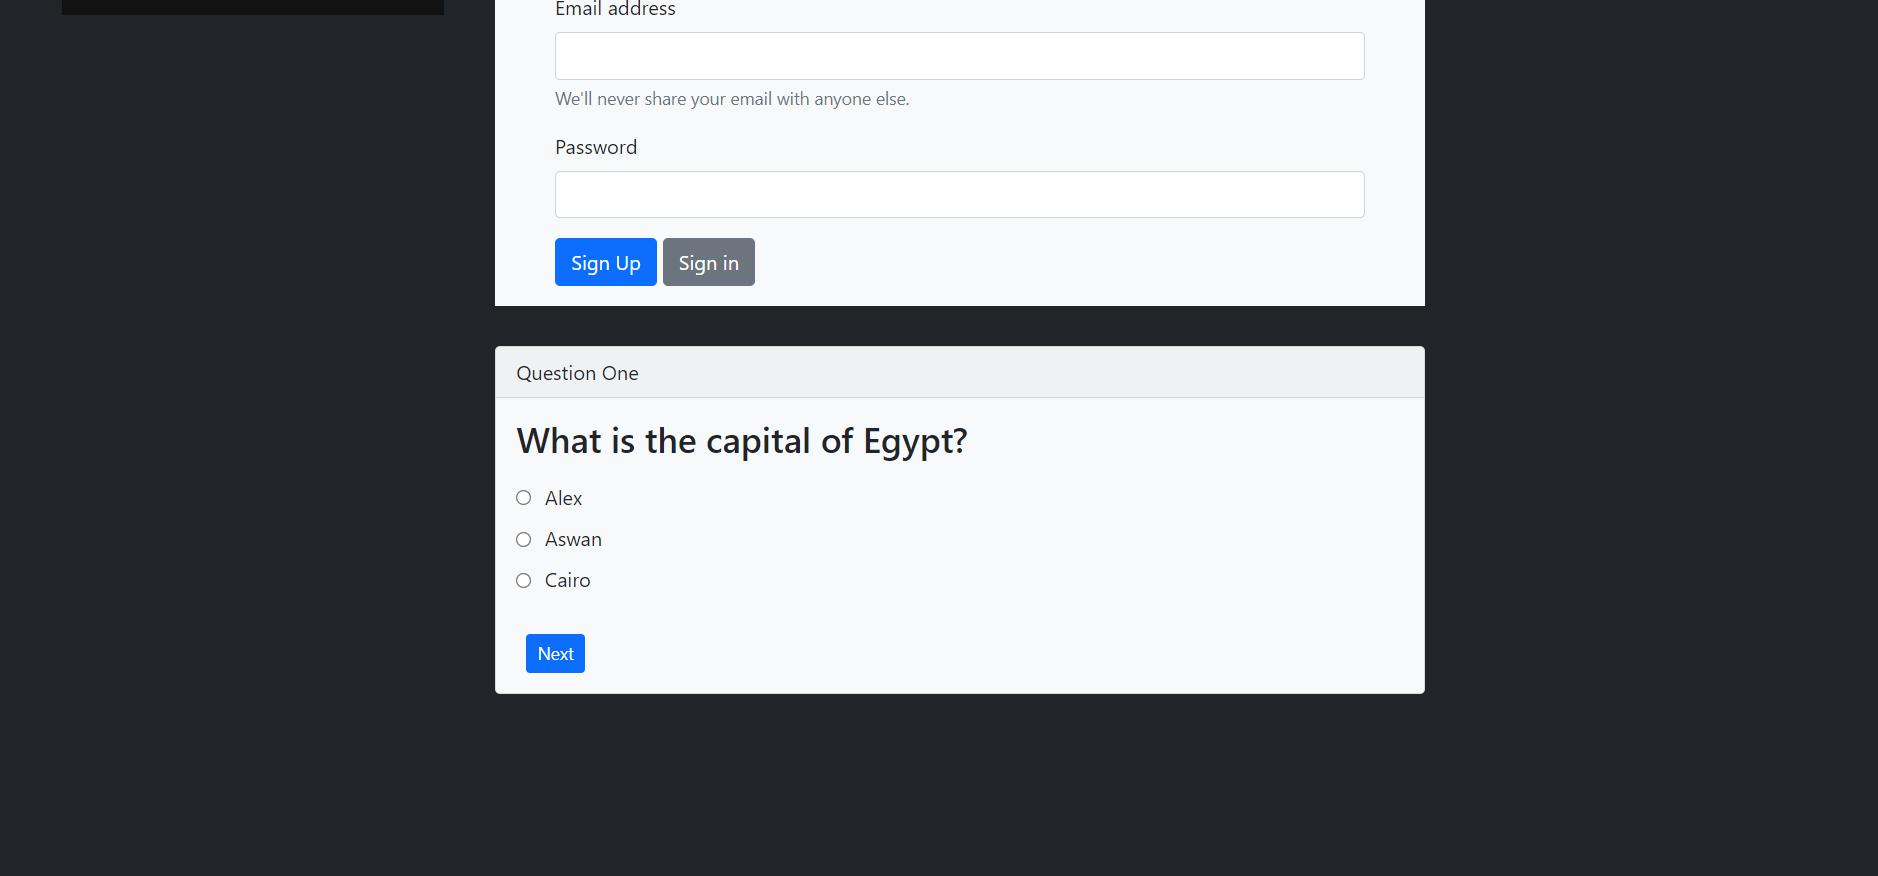 Email address
We'll never share your email with anyone else.
Password
Sign Up Sign in
Question One
What is the capital of Egypt?
Alex
Aswan
Cairo
Next